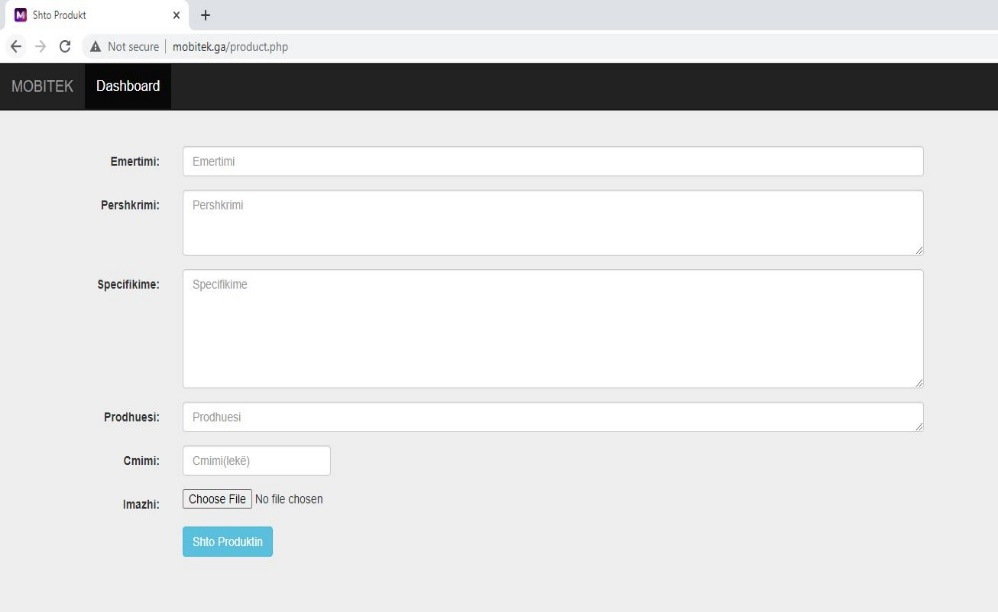 Shto Produkt
Not secure mobitek.ga/product.php
MOBITEK Dashboard
Emertimi: Emertimi
Pershkrimi: Pershkrimi
Specifikime: Specifikime
Prodhuesi: Prodhuesi
Cmimi: Cmimi(lekë)
Imazhi: Choose File No file chosen
Shto Produktin